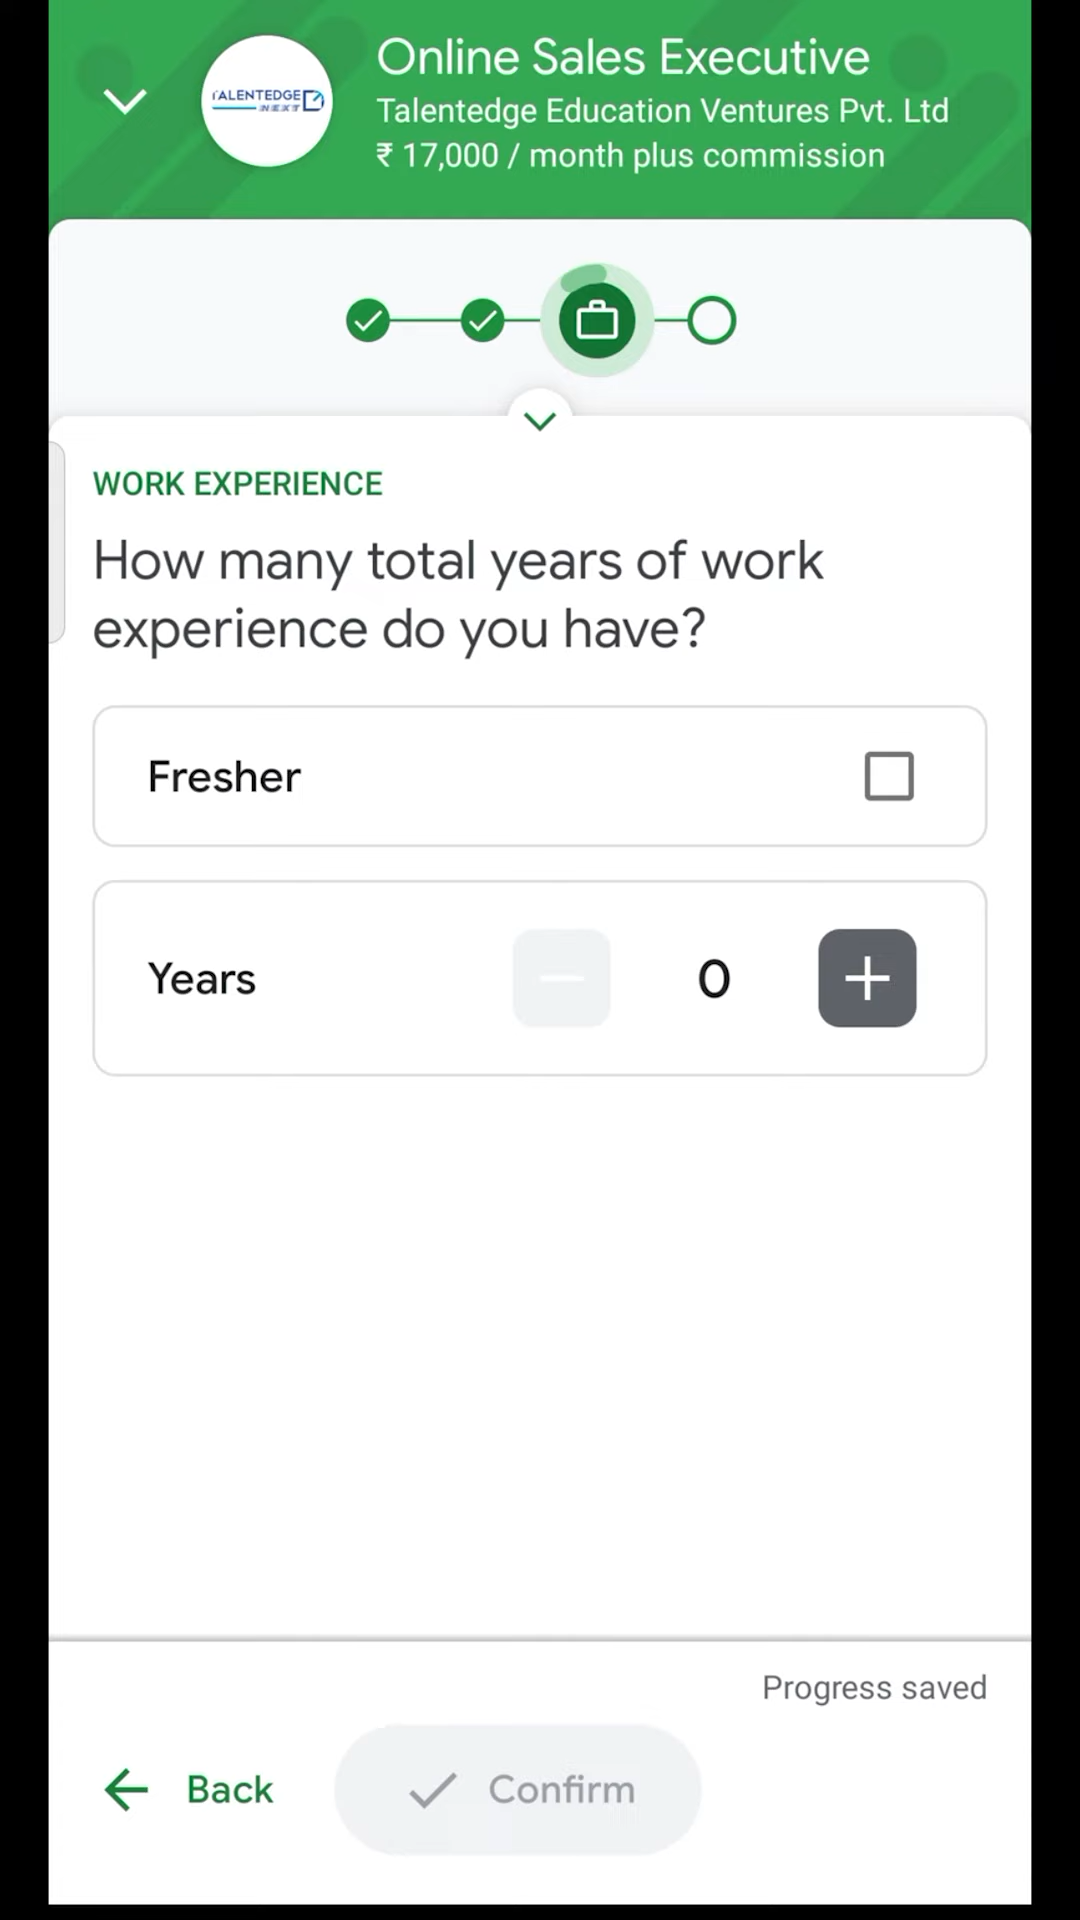 Online Sales Executive
TALENTEDGE
NEXT
Talentedge Education Ventures Pvt. Ltd
₹ 17,000 / month plus commission
WORK EXPERIENCE
How many total years of work
experience do you have?
Fresher
Years 0
Progress saved
Back Confirm